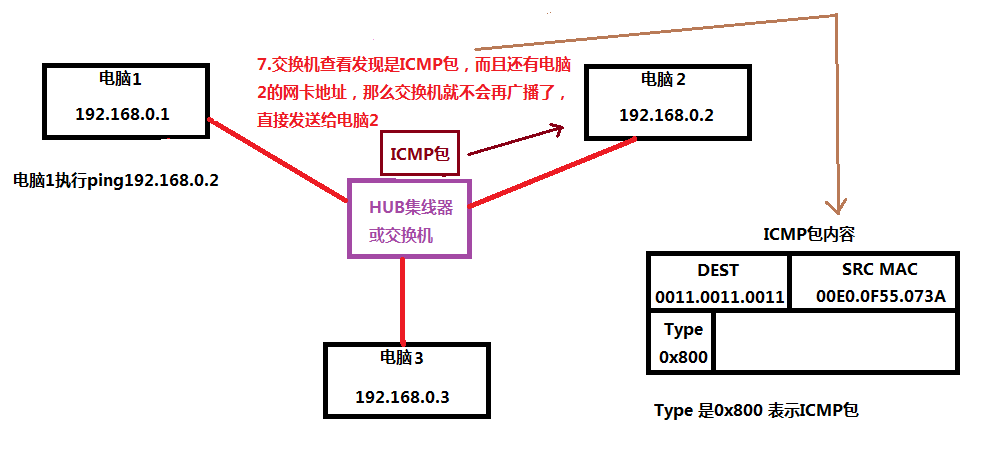 7.交换机查看发现是ICMP包，而且还有电脑
2的网卡地址，那么交换机就不会再广播了，
直接发送给电脑2
电脑1
192.168.0.1
电脑2
192.168.0.2
ICMP包
电脑1执行ping192.168.0.2
HUB集线器
或交换机
ICMP包内容
DEST
0011.0011.0011
SRC MAC
00E0.0F55.073A
Type
0x800
电脑3
192.168.0.3
Type 是0x800 表示ICMP包